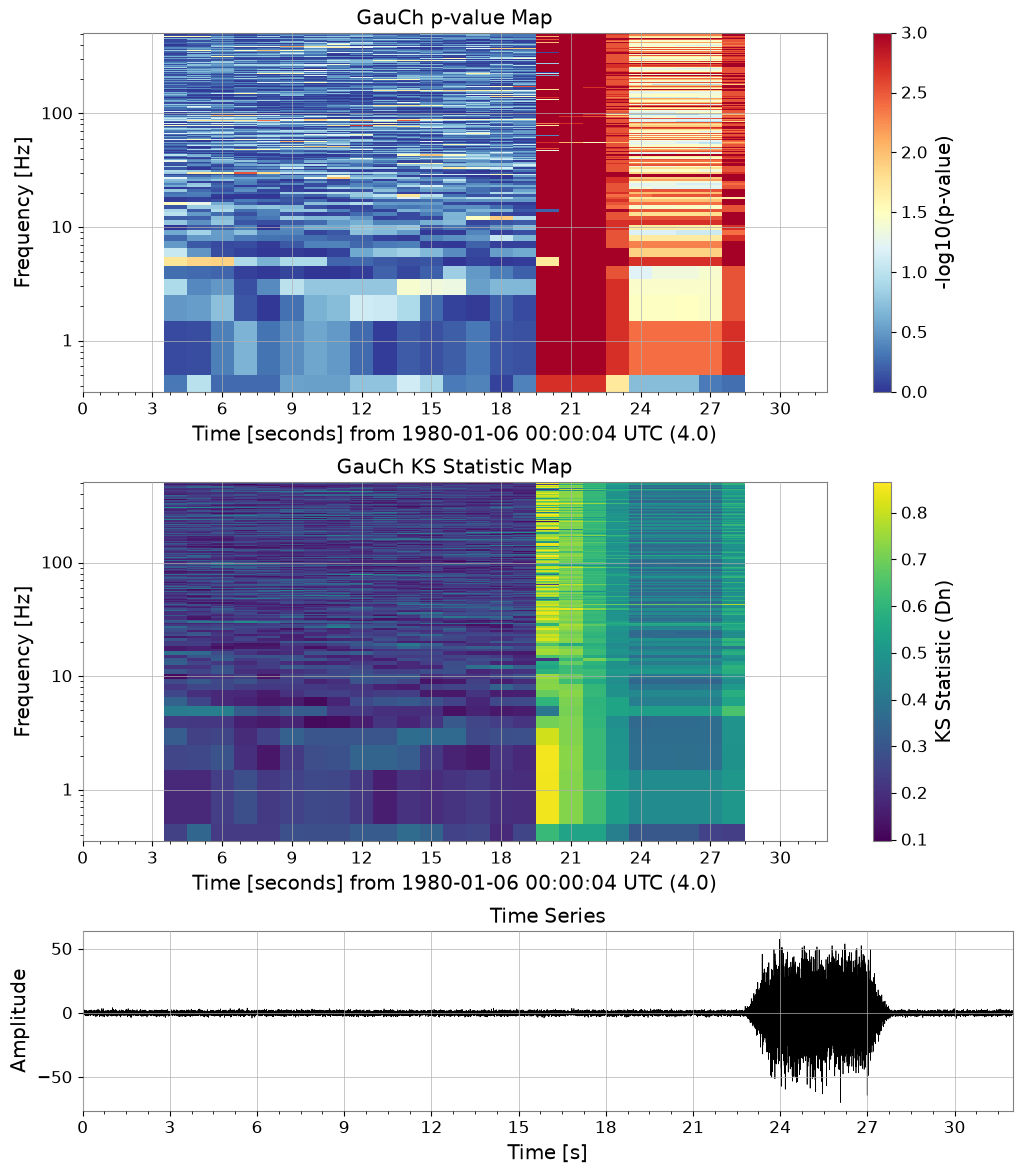 GauCh p-value Map
Frequency [Hz]
100
10
1
0 3 6 9 12 15 18 21 24 27 30
Time [seconds] from 1980-01-06 00:00:04 UTC (4.0)
3.0
2.5
2.0
1.5
1.0
0.5
0.0
-log10(p-value)
GauCh KS Statistic Map
Frequency [Hz]
100
10
1
0 3 6 9 12 15 18 21 24 27 30
Time [seconds] from 1980-01-06 00:00:04 UTC (4.0)
0.8
0.7
0.6
0.5
0.4
0.3
0.2
0.1
KS Statistic (Dn)
Time Series
Amplitude
50
0
−50
0 3 6 9 12 15 18 21 24 27 30
Time [s]